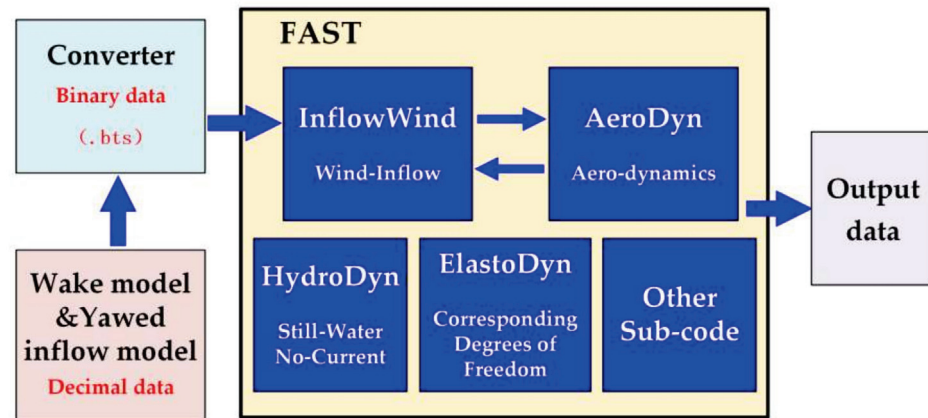 Converter
Binary data
(.bts)
Wake model
&Yawed
inflow model
Decimal data
FAST
InflowWind
Wind-Inflow
AeroDyn
Aero-dynamics
HydroDyn
Still-Water
No-Current
ElastoDyn
Corresponding
Degrees of
Freedom
Other
Sub-code
Output
data